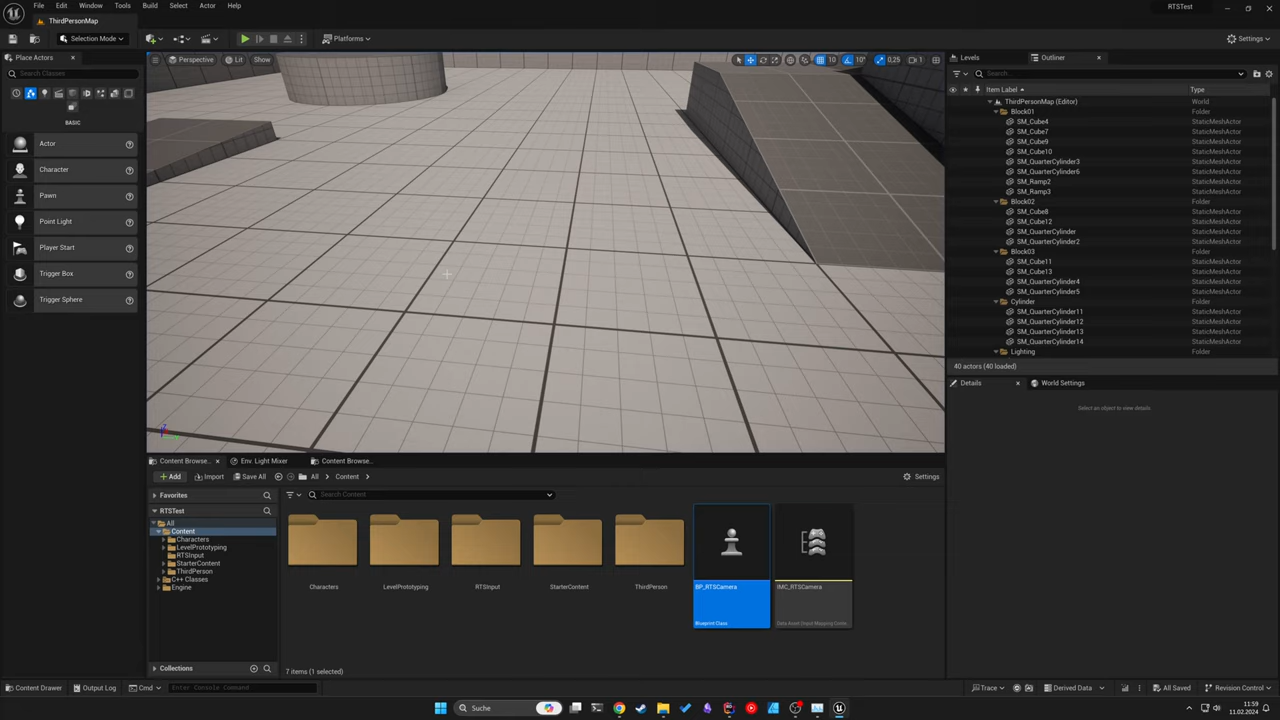 File Edit Window Tools Build Select Actor Help
RTSTest
ThirdPersonMap
Selection Mode
Platforms
Settings
Place Actors
Search Classes
BASIC
Actor
Character
Pawn
Point Light
Player Start
Trigger Box
Trigger Sphere
Perspective Lit Show
10 10° 0,25 1
Levels Outliner
Search...
Item Label Type
ThirdPersonMap (Editor) World
Block01 Folder
SM_Cube4 StaticMeshActor
SM_Cube7 StaticMeshActor
SM_Cube9 StaticMeshActor
SM_Cube10 StaticMeshActor
SM_QuarterCylinder3 StaticMeshActor
SM_QuarterCylinder6 StaticMeshActor
SM_Ramp2 StaticMeshActor
SM_Ramp3 StaticMeshActor
Block02 Folder
SM_Cube8 StaticMeshActor
SM_Cube12 StaticMeshActor
SM_QuarterCylinder StaticMeshActor
SM_QuarterCylinder2 StaticMeshActor
Block03 Folder
SM_Cube11 StaticMeshActor
SM_Cube13 StaticMeshActor
SM_QuarterCylinder4 StaticMeshActor
SM_QuarterCylinder5 StaticMeshActor
Cylinder Folder
SM_QuarterCylinder11 StaticMeshActor
SM_QuarterCylinder12 StaticMeshActor
SM_QuarterCylinder13 StaticMeshActor
SM_QuarterCylinder14 StaticMeshActor
Lighting Folder
40 actors (40 loaded)
Details World Settings
Select an object to view details.
Content Browse... Env. Light Mixer Content Browse...
Add Import Save All All Content Settings
Favorites
Search Content
RTSTest
All
Content
Characters
LevelPrototyping
RTSInput
StarterContent
ThirdPerson
C++ Classes
Engine
Collections
Characters LevelPrototyping RTSInput StarterContent ThirdPerson BP_RTSCamera IMC_RTSCamera
Blueprint Class Data Asset (Input Mapping Conte
7 items (1 selected)
Content Drawer Output Log Cmd Enter Console Command Trace Derived Data All Saved Revision Control
Suche
11:59
11.02.2024